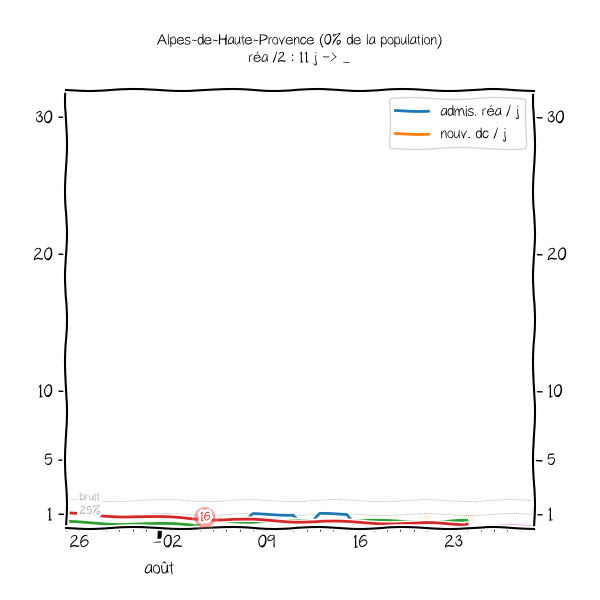 Alpes-de-Haute-Provence (0% de la population)
réa /2 : 11 j -> _
admis. réa / j
nouv. dc / j
30
30
20
20
10
10
5
5
... bruit
25%
1
1
16
26
02
09
16
23
août